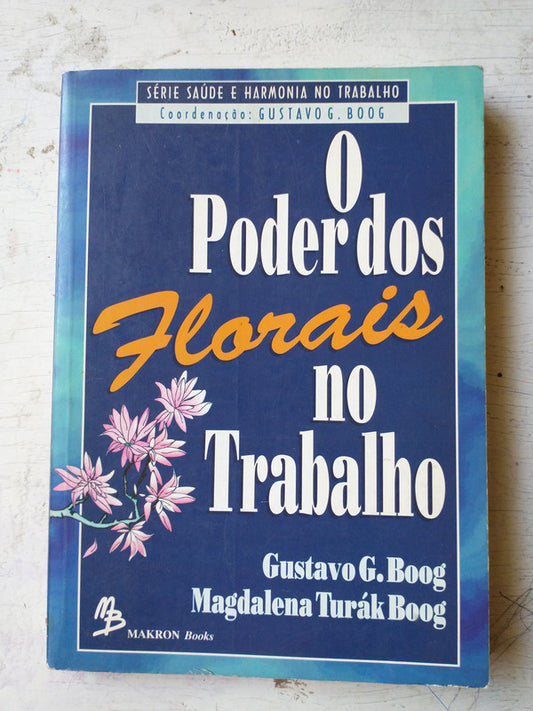 SÉRIE SAÚDE E HARMONIA NO TRABALHO
Coordenação: GUSTAVO G. BOOG
O
Poder dos
Florais
no
Trabalho
Gustavo G. Boog
Magdalena Turák Boog
MB
MAKRON Books